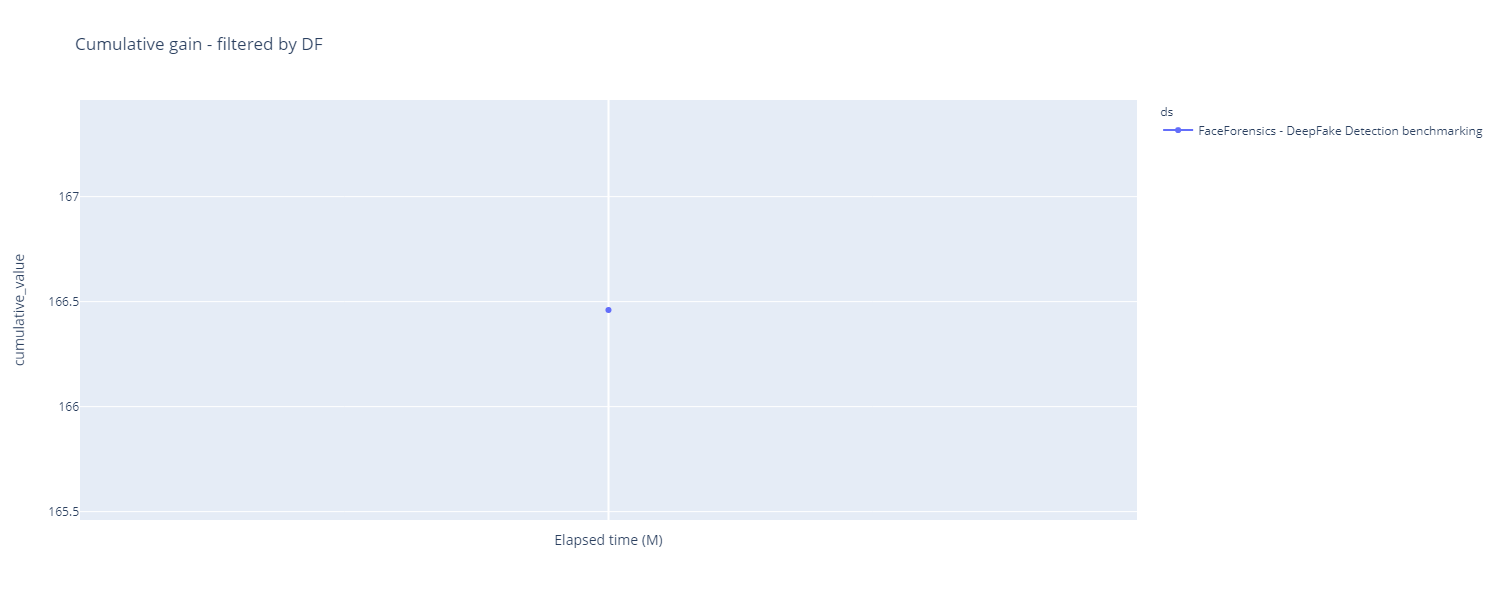 Cumulative gain - filtered by DF
ds
FaceForensics - DeepFake Detection benchmarking
167
166.5
166
165.5
cumulative_value
Elapsed time (M)